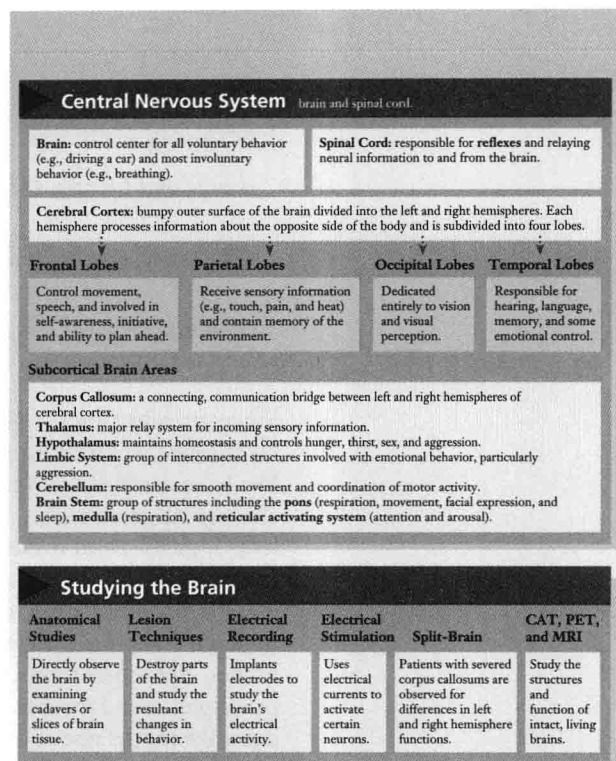 Central Nervous System brain and spinal cord.
Brain: control center for all voluntary behavior
(e.g., driving a car) and most involuntary
behavior (e.g., breathing).
Spinal Cord: responsible for reflexes and relaying
neural information to and from the brain.
Cerebral Cortex: bumpy outer surface of the brain divided into the left and right hemispheres. Each
hemisphere processes information about the opposite side of the body and is subdivided into four lobes.
Frontal Lobes
Control movement,
speech, and involved in
self-awareness, initiative,
and ability to plan ahead.
Parietal Lobes
Receive sensory information
(e.g., touch, pain, and heat)
and contain memory of the
environment.
Occipital Lobes
Dedicated
entirely to vision
and visual
perception.
Temporal Lobes
Responsible for
hearing, language,
memory, and some
emotional control.
Subcortical Brain Areas
Corpus Callosum: a connecting, communication bridge between left and right hemispheres of
cerebral cortex.
Thalamus: major relay system for incoming sensory information.
Hypothalamus: maintains homeostasis and controls hunger, thirst, sex, and aggression.
Limbic System: group of interconnected structures involved with emotional behavior, particularly
aggression.
Cerebellum: responsible for smooth movement and coordination of motor activity.
Brain Stem: group of structures including the pons (respiration, movement, facial expression, and
sleep), medulla (respiration), and reticular activating system (attention and arousal).
Studying the Brain
Anatomical
Studies
Directly observe
the brain by
examining
cadavers or
slices of brain
tissue.
Lesion
Techniques
Destroy parts
of the brain
and study the
resultant
changes in
behavior.
Electrical
Recording
Implants
electrodes to
study the
brain's
electrical
activity.
Electrical
Stimulation
Uses
electrical
currents to
activate
certain
neurons.
Split-Brain
Patients with severed
corpus callosums are
observed for
differences in left
and right hemisphere
functions.
CAT, PET,
and MRI
Study the
structures
and
function of
intact, living
brains.